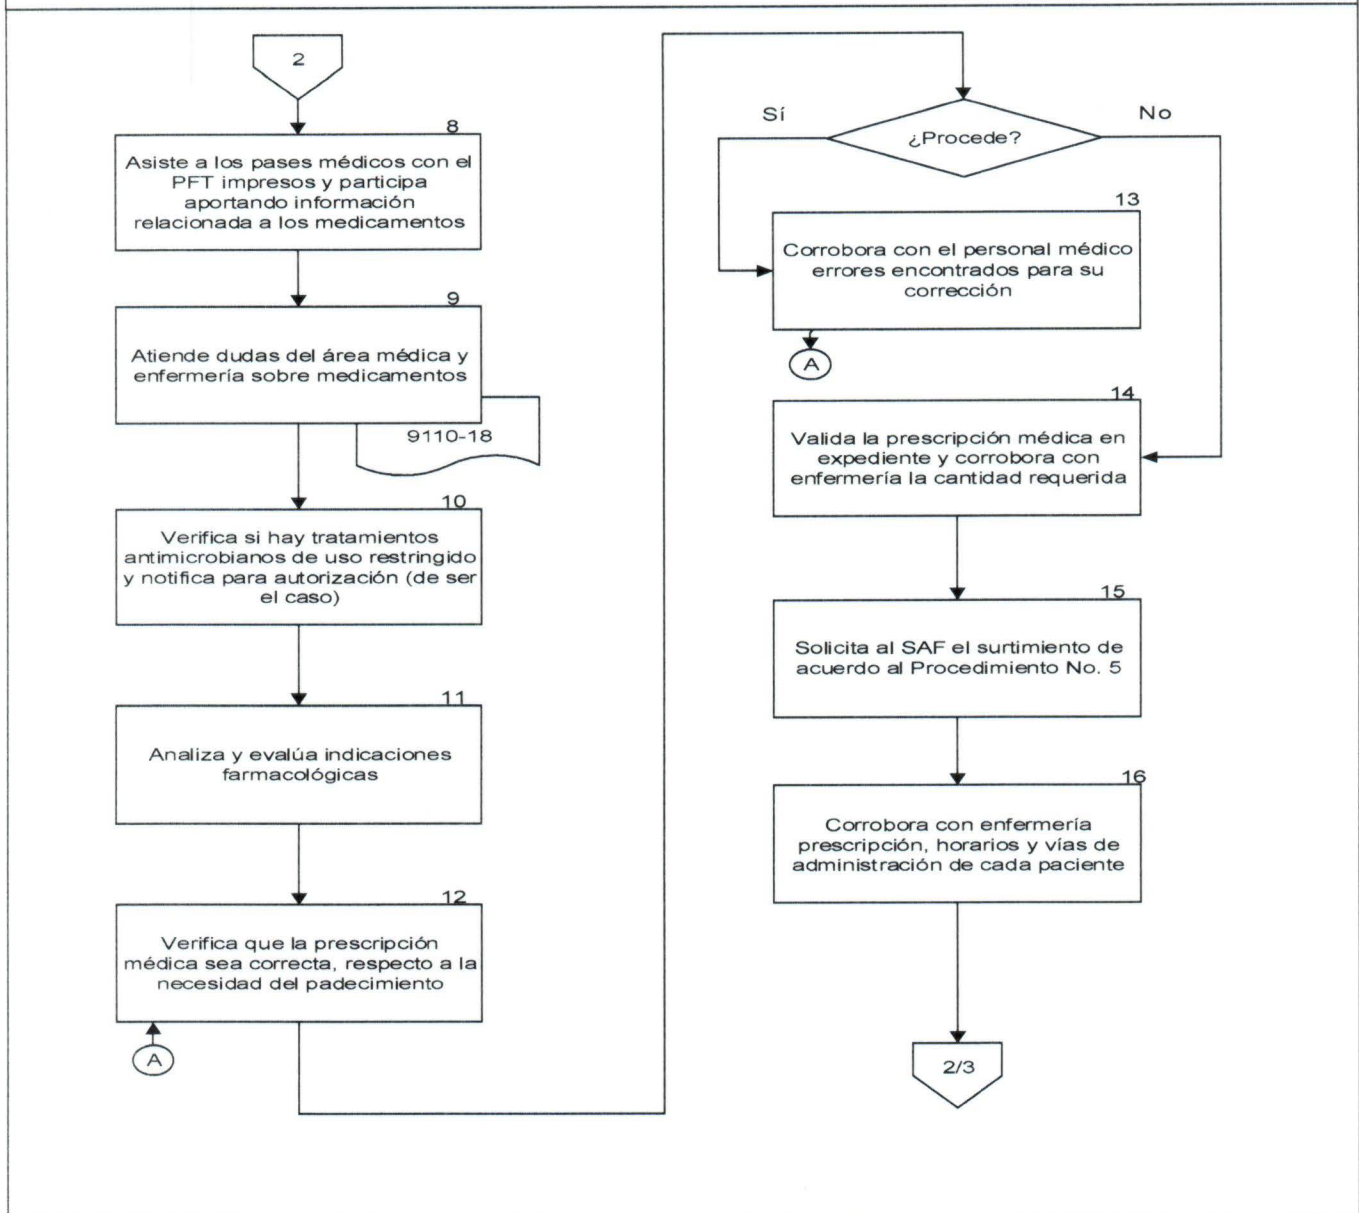 2
8
Asiste a los pases médicos con el
PFT impresos y participa
aportando información
relacionada a los medicamentos
9
Atiende dudas del área médica y
enfermería sobre medicamentos
9110-18
10
Verifica si hay tratamientos
antimicrobianos de uso restringido
y notifica para autorización (de ser
el caso)
11
Analiza y evalúa indicaciones
farmacológicas
12
Verifica que la prescripción
médica sea correcta, respecto a la
necesidad del padecimiento
A
¿Procede?
Sí
No
13
Corrobora con el personal médico
errores encontrados para su
corrección
A
14
Valida la prescripción médica en
expediente y corrobora con
enfermería la cantidad requerida
15
Solicita al SAF el surtimiento de
acuerdo al Procedimiento No. 5
16
Corrobora con enfermería
prescripción, horarios y vías de
administración de cada paciente
2/3